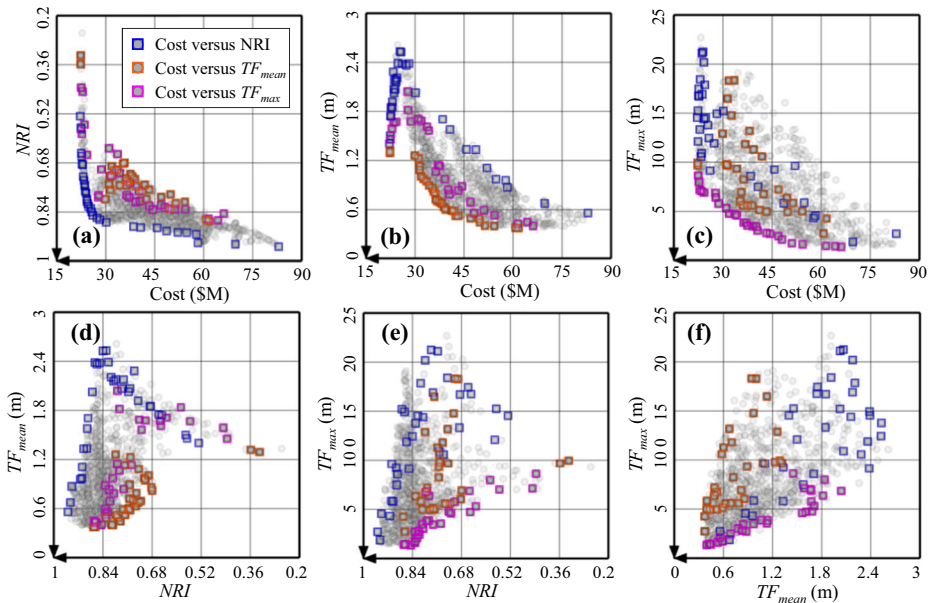 0.2
0.36
0.52
0.68
0.84
1
NRI
Cost versus NRI
Cost versus TFmean
Cost versus TFmax
(a)
15 30 45 60 75 90
Cost ($M)
3
2.4
1.8
1.2
0.6
0
TFmean (m)
(b)
15 30 45 60 75 90
Cost ($M)
25
20
15
10
5
TFmax (m)
(c)
15 30 45 60 75 90
Cost ($M)
3
2.4
1.8
1.2
0.6
0
TFmean (m)
(d)
1 0.84 0.68 0.52 0.36 0.2
NRI
25
20
15
10
5
TFmax (m)
(e)
1 0.84 0.68 0.52 0.36 0.2
NRI
25
20
15
10
5
TFmax (m)
(f)
0 0.6 1.2 1.8 2.4 3
TFmean (m)